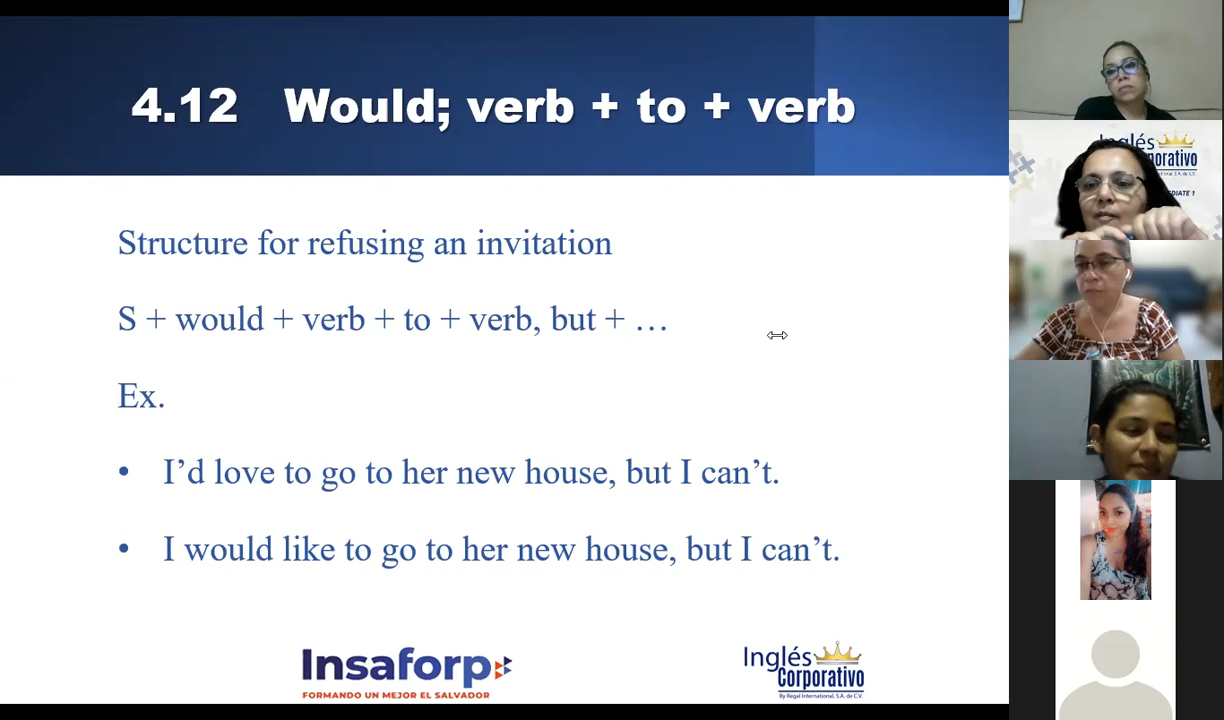 4.12 Would; verb + to + verb
Structure for refusing an invitation
S + would + verb + to + verb, but + …
Ex.
• I’d love to go to her new house, but I can’t.
• I would like to go to her new house, but I can’t.
Insaforp
FORMANDO UN MEJOR EL SALVADOR
Inglés
Corporativo
By Regal International, S.A. de C.V.
Inglés